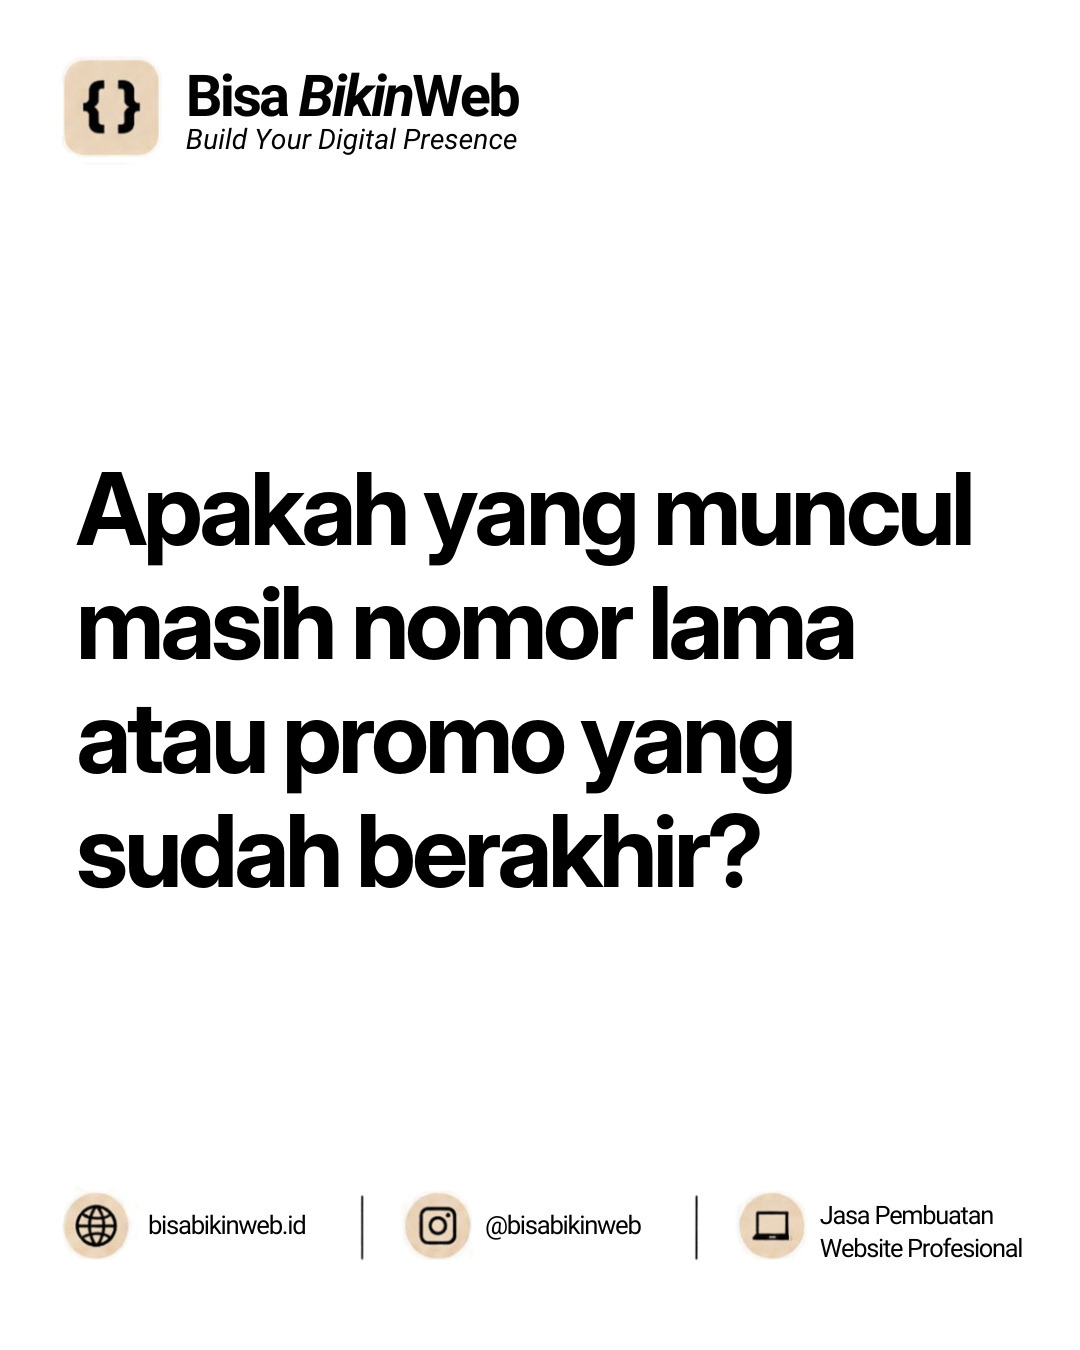 { }
Bisa BikinWeb
Build Your Digital Presence
Apakah yang muncul
masih nomor lama
atau promo yang
sudah berakhir?
bisabikinweb.id
@bisabikinweb
Jasa Pembuatan
Website Profesional